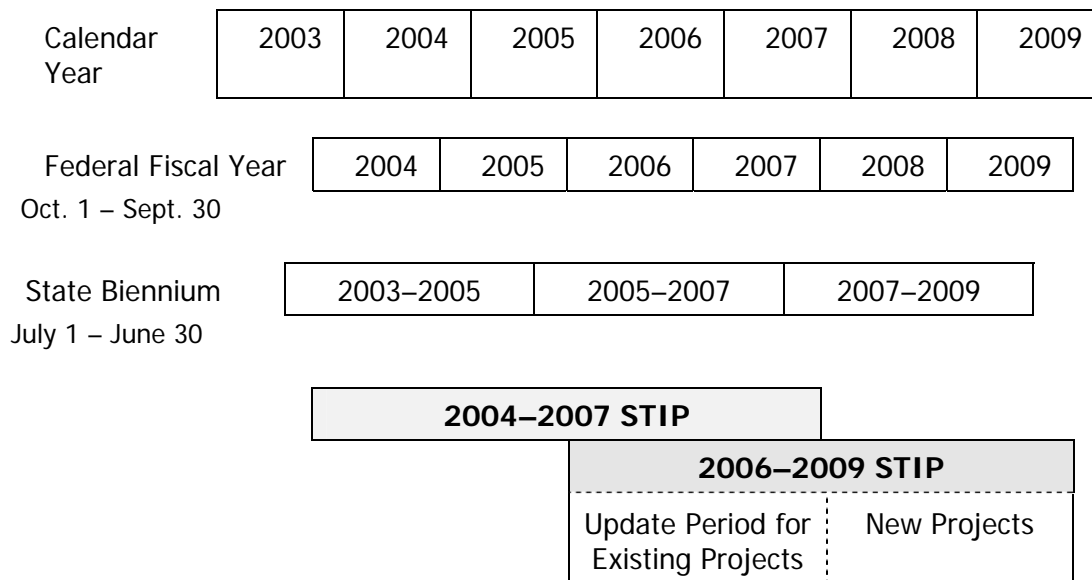 Calendar Year 2003 2004 2005 2006 2007 2008 2009
Federal Fiscal Year 2004 2005 2006 2007 2008 2009
Oct. 1 – Sept. 30
State Biennium 2003–2005 2005–2007 2007–2009
July 1 – June 30
2004–2007 STIP
2006–2009 STIP
Update Period for
Existing Projects
New Projects